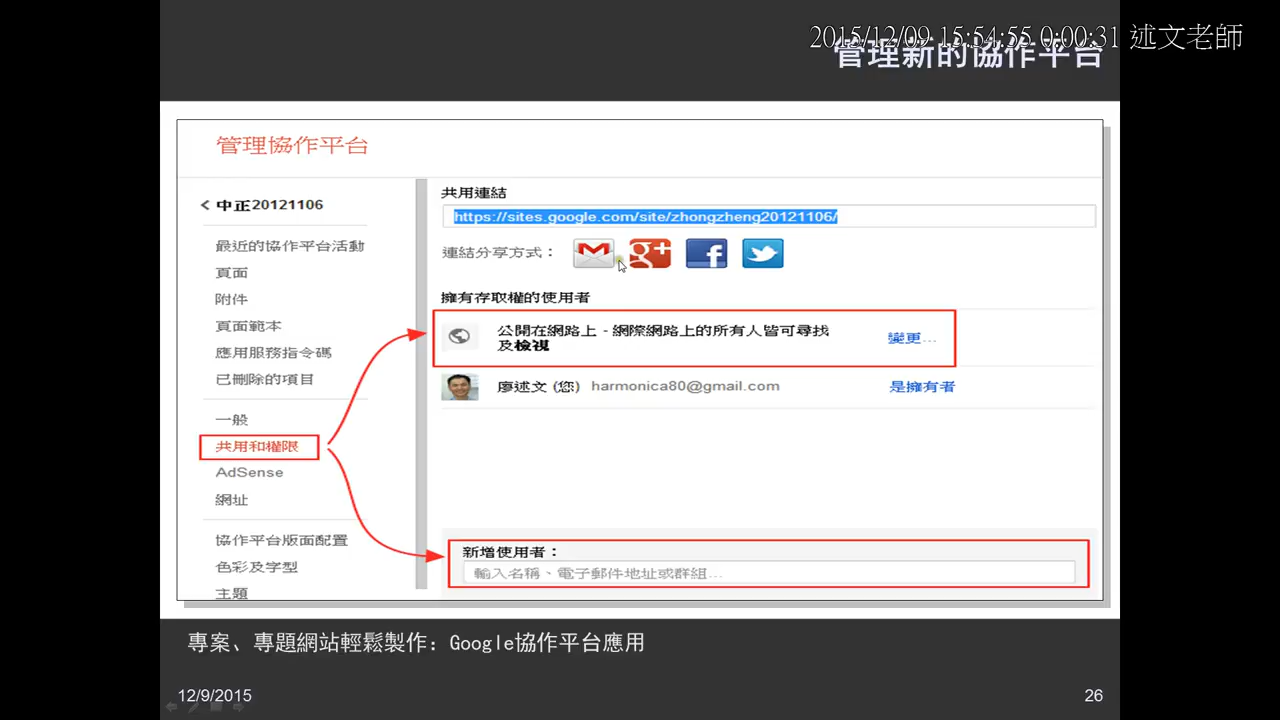 2015/12/09 15:54:55 0:00:31 述文老師
管理新的協作平台
管理協作平台
< 中正20121106
最近的協作平台活動
頁面
附件
頁面範本
應用服務指令碼
已刪除的項目
一般
共用和權限
AdSense
網址
協作平台版面配置
色彩及字型
主題
共用連結
https://sites.google.com/site/zhongzheng20121106/
連結分享方式：
擁有存取權的使用者
公開在網路上 - 網際網路上的所有人皆可尋找
及檢視
變更...
廖述文 (您) harmonica80@gmail.com
是擁有者
新增使用者：
輸入名稱、電子郵件地址或群組...
專案、專題網站輕鬆製作：Google協作平台應用
12/9/2015
26